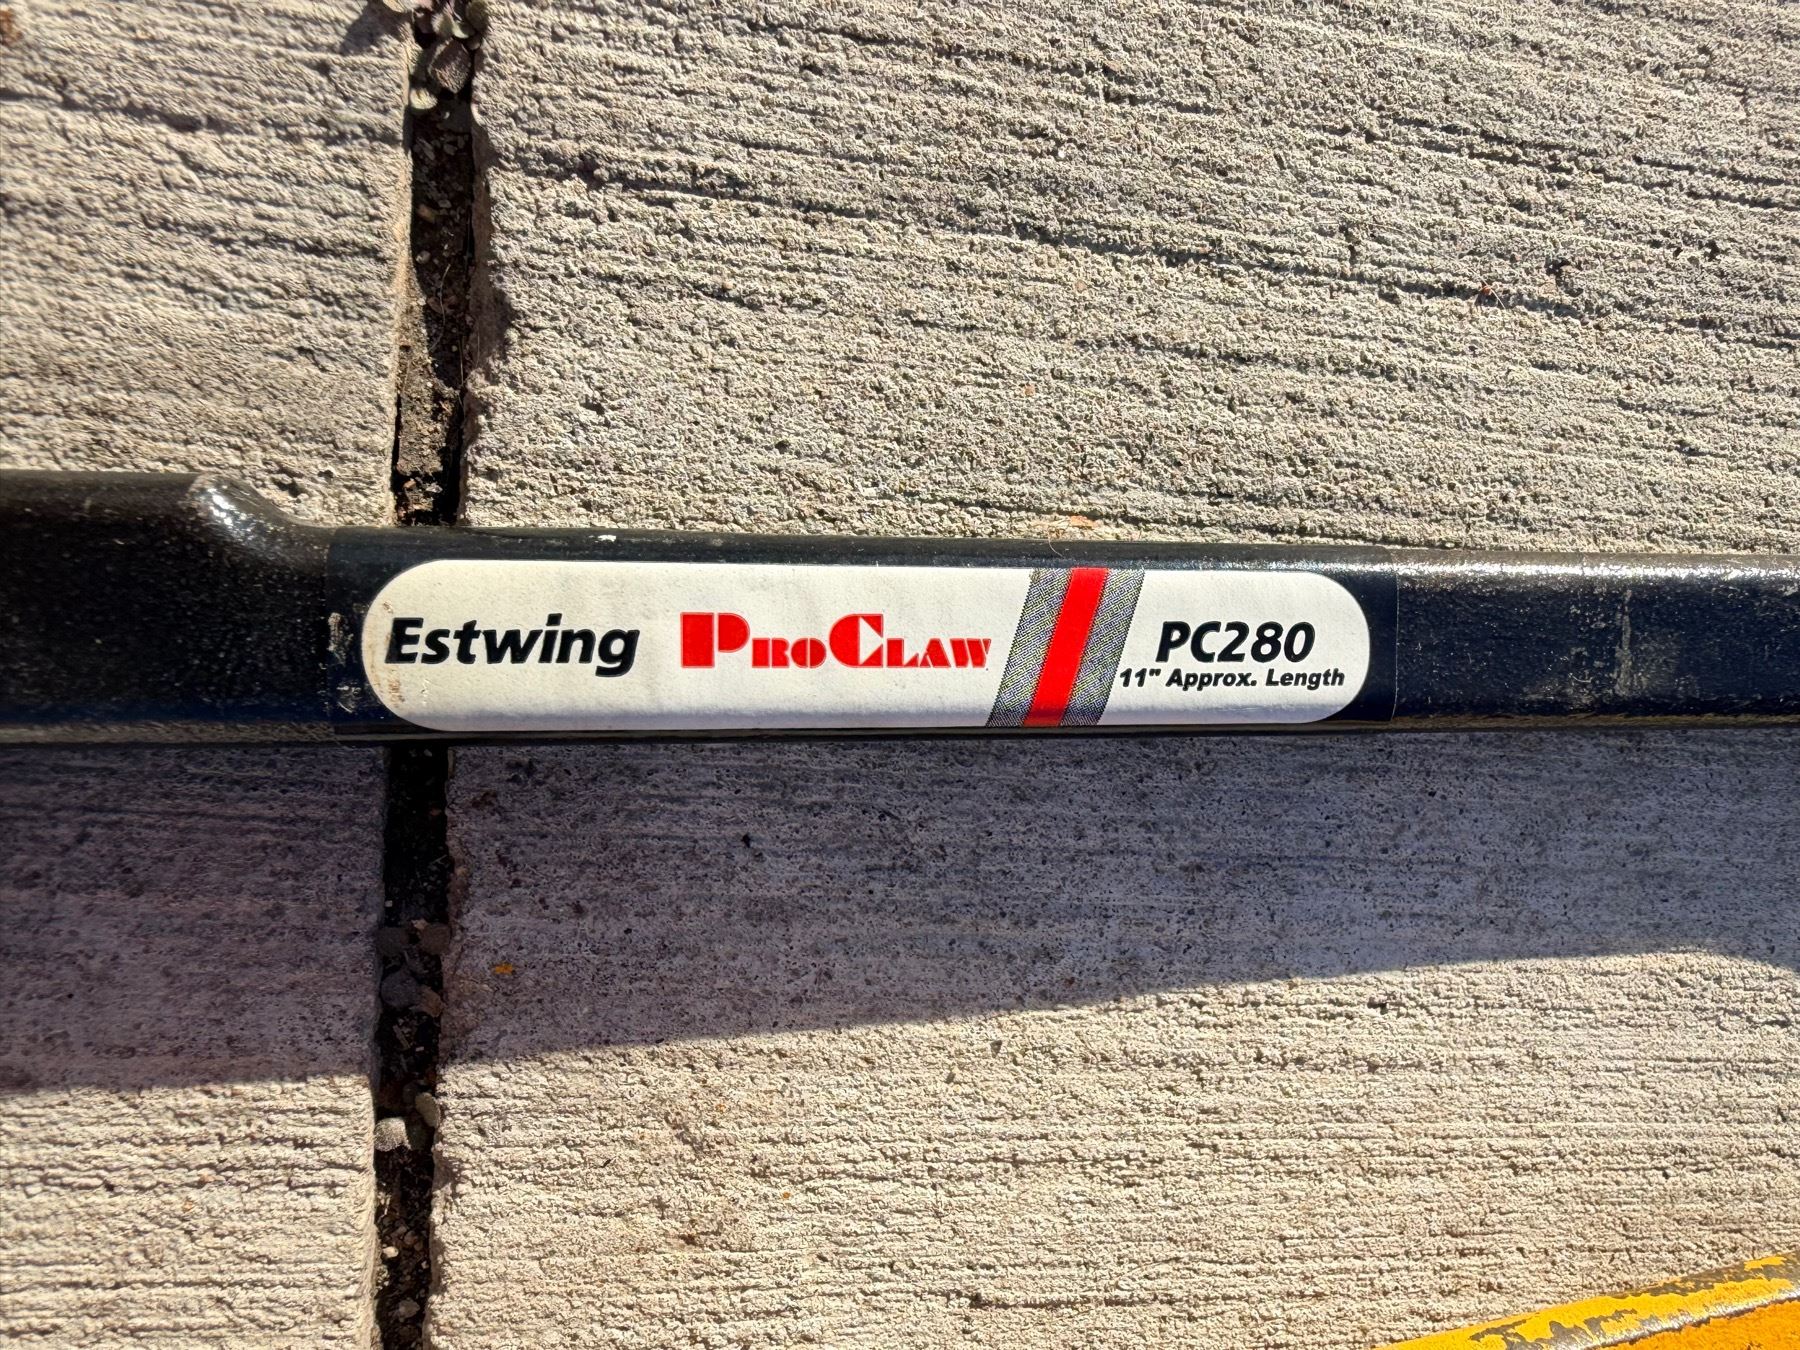 Estwing PROCLAW PC280
11" Approx. Length